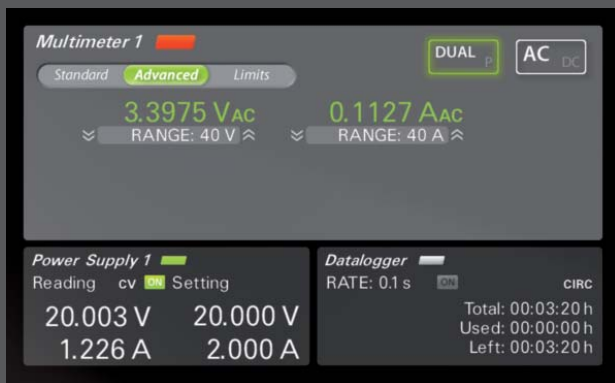 Multimeter 1
DUAL P
AC DC
Standard Advanced Limits
3.3975 VAC 0.1127 AAC
RANGE: 40 V RANGE: 40 A
Power Supply 1
Reading cv ON Setting
20.003 V 20.000 V
1.226 A 2.000 A
Datalogger
RATE: 0.1 s ON CIRC
Total: 00:03:20 h
Used: 00:00:00 h
Left: 00:03:20 h